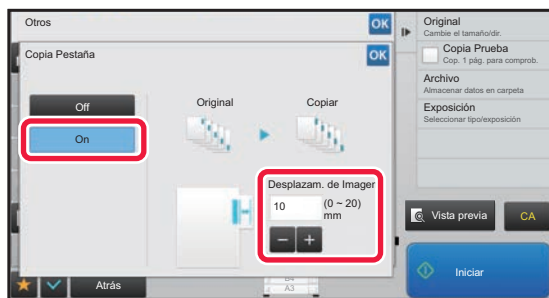 Otros
OK
Copia Pestaña
OK
Off
On
Original
Copiar
Desplazam. de Imager
10
(0 ~ 20)
mm
Atrás
A3
Original
Cambie el tamaño/dir.
Copia Prueba
Cop. 1 pág. para comprob.
Archivo
Almacenar datos en carpeta
Exposición
Seleccionar tipo/exposición
Vista previa
CA
Iniciar